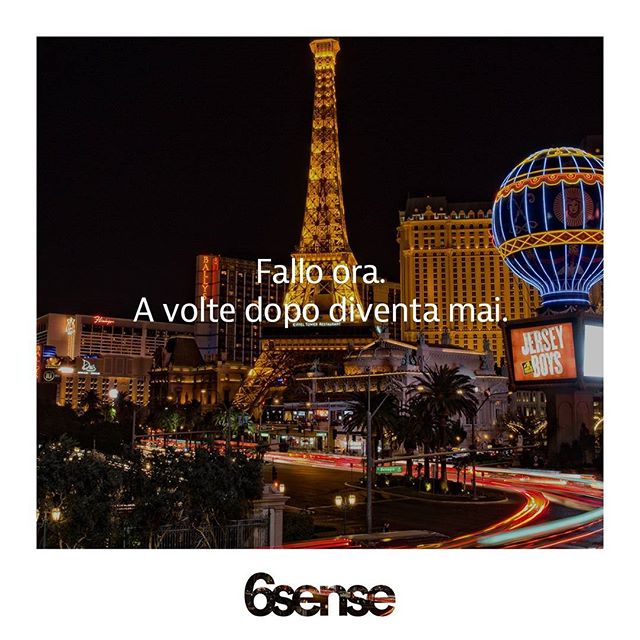 Fallo ora.
A volte dopo diventa mai.
BALLY'S
Flamingo
EIFFEL TOWER RESTAURANT
JERSEY
BOYS
6sense